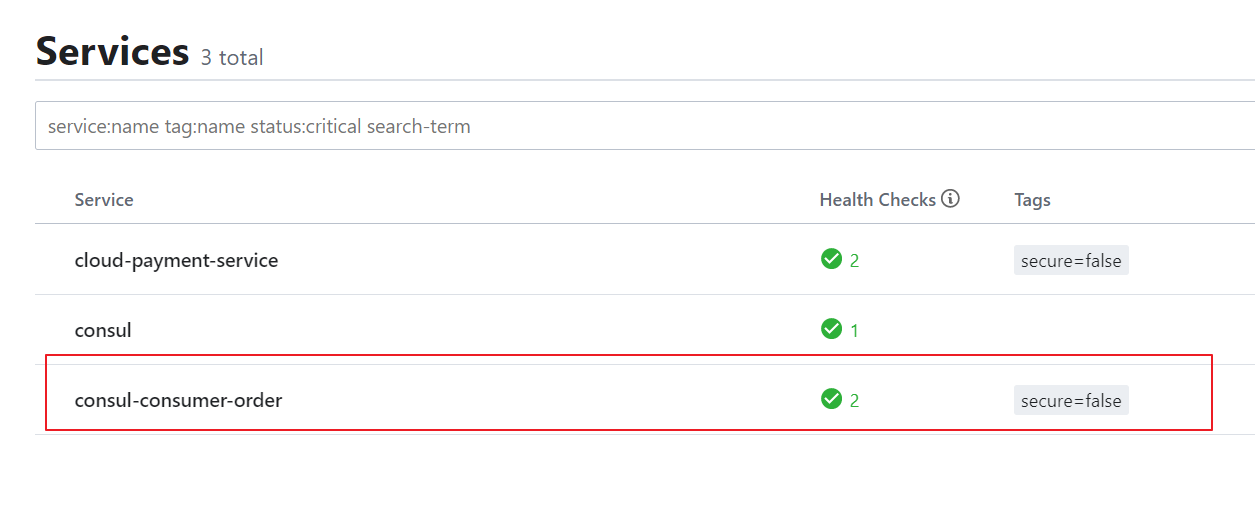 Services 3 total
service:name tag:name status:critical search-term
Service Health Checks Tags
cloud-payment-service 2 secure=false
consul 1
consul-consumer-order 2 secure=false